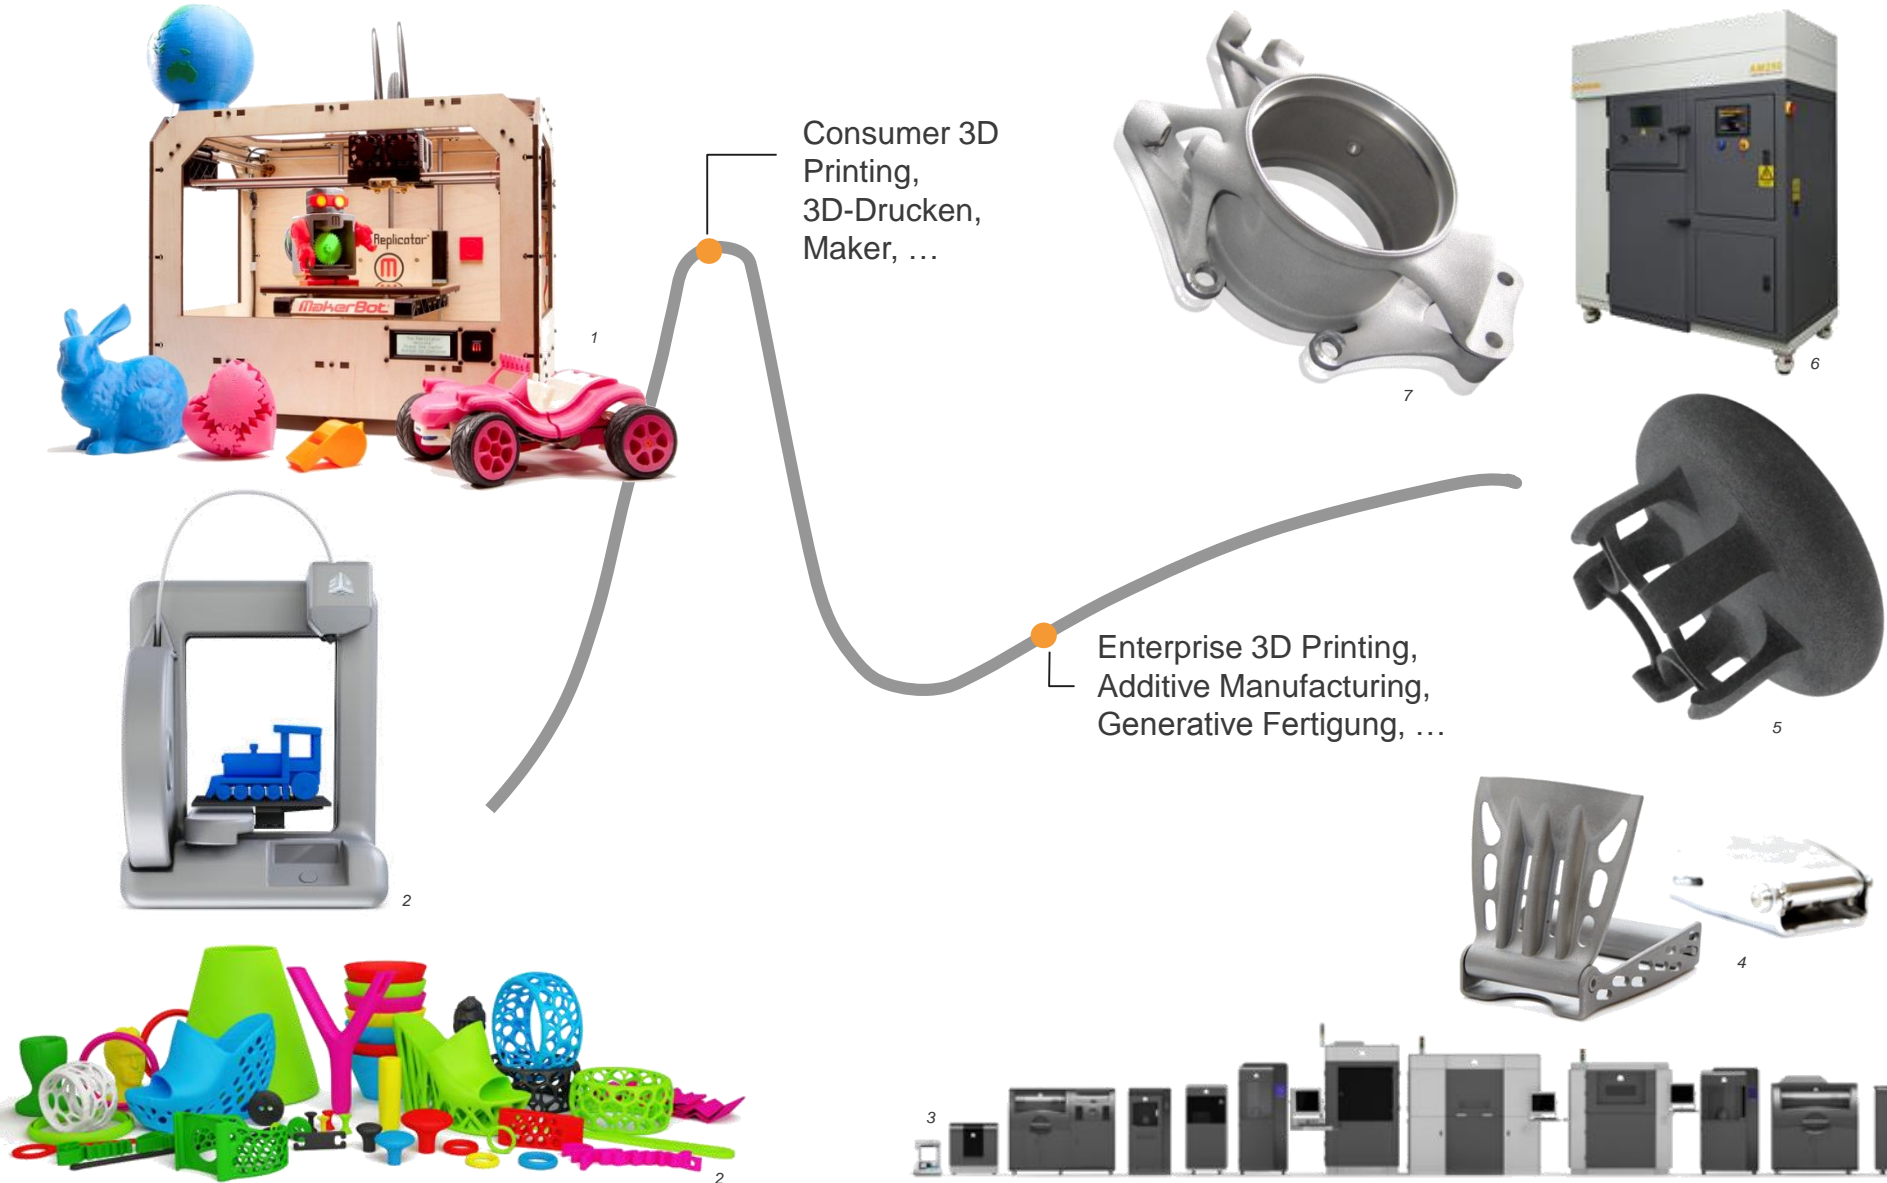 Consumer 3D
Printing,
3D-Drucken,
Maker, …
Replicator
MakerBot
1
AM250
6
7
Enterprise 3D Printing,
Additive Manufacturing,
Generative Fertigung, …
5
2
4
3
2